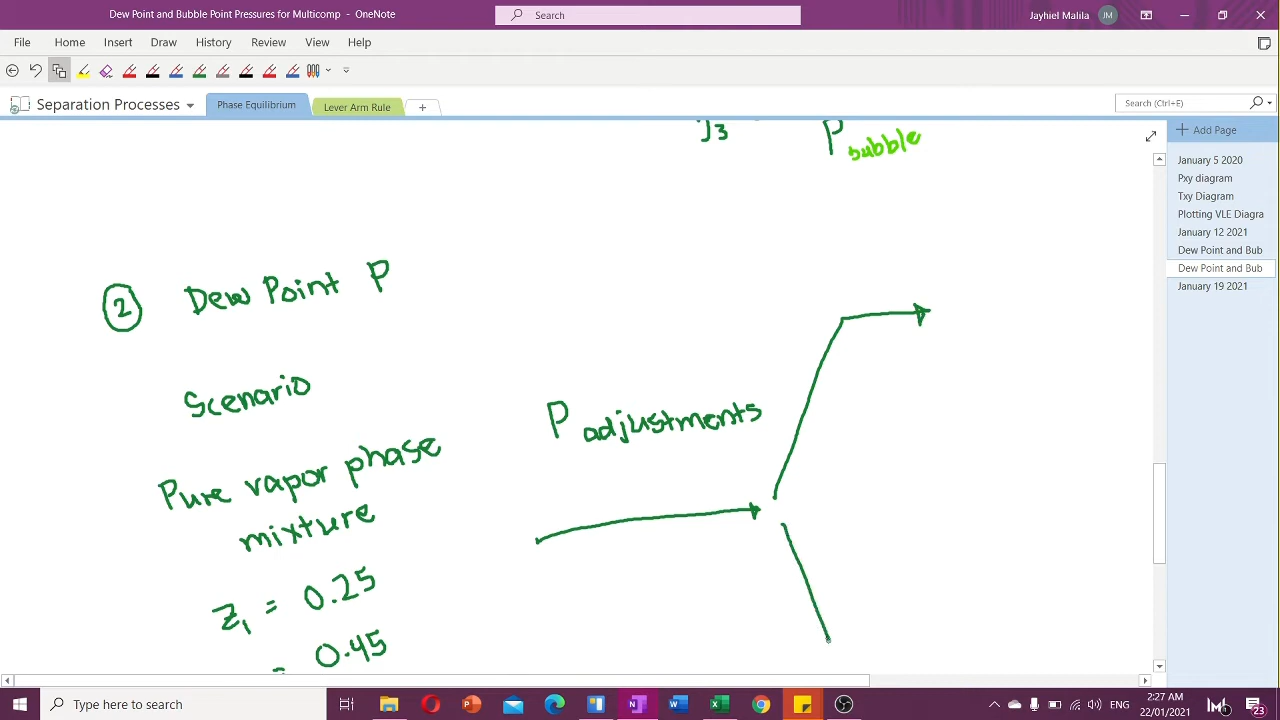 Dew Point and Bubble Point Pressures for Multicomp - OneNote
Search
Jayhiel Malila
JM
File Home Insert Draw History Review View Help
Separation Processes
Phase Equilibrium
Lever Arm Rule
Search (Ctrl+E)
Add Page
January 5 2020
Pxy diagram
Txy Diagram
Plotting VLE Diagra
January 12 2021
Dew Point and Bub
Dew Point and Bub
January 19 2021
y3
P bubble
2 Dew Point P
Scenario
P adjustments
Pure vapor phase
mixture
z1 = 0.25
= 0.45
Type here to search
ENG
2:27 AM
22/01/2021
23